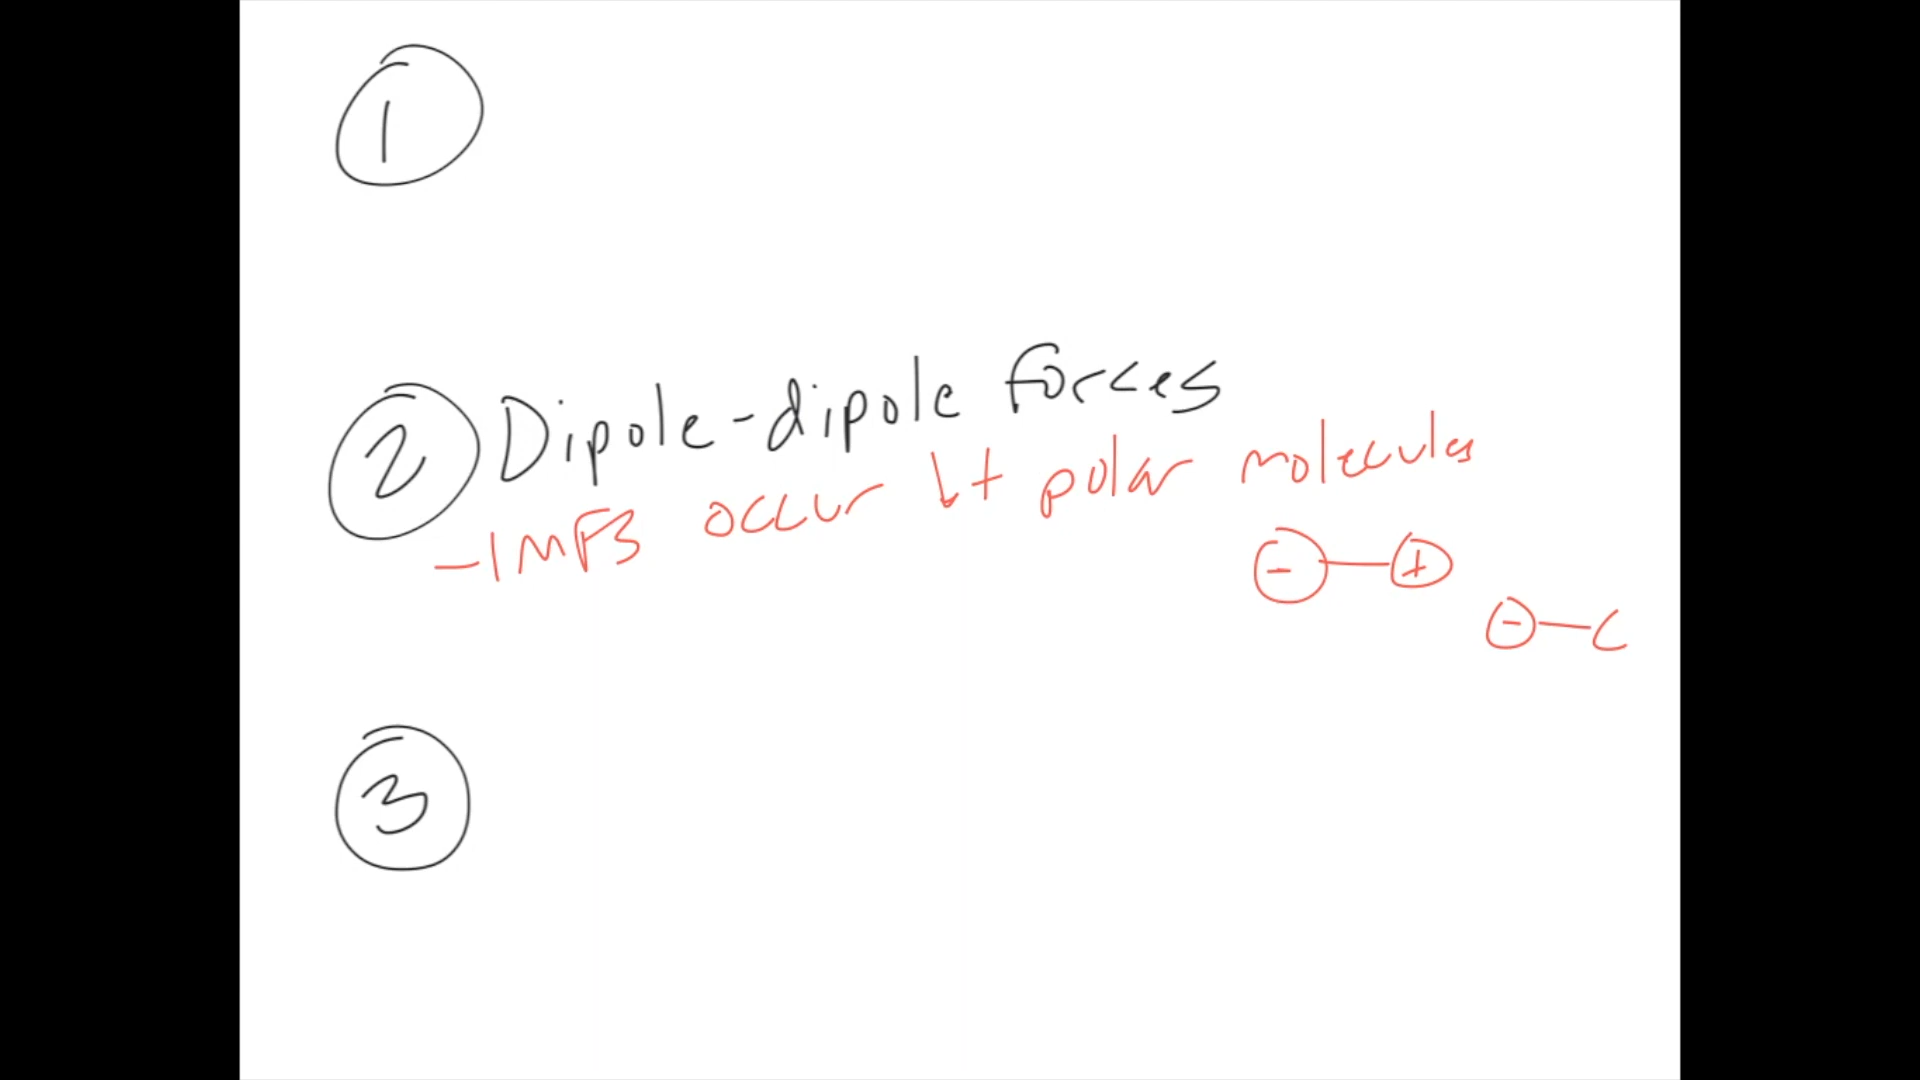 1
2 Dipole-dipole forces
-IMFs occur bt polar molecules
- +
-
3